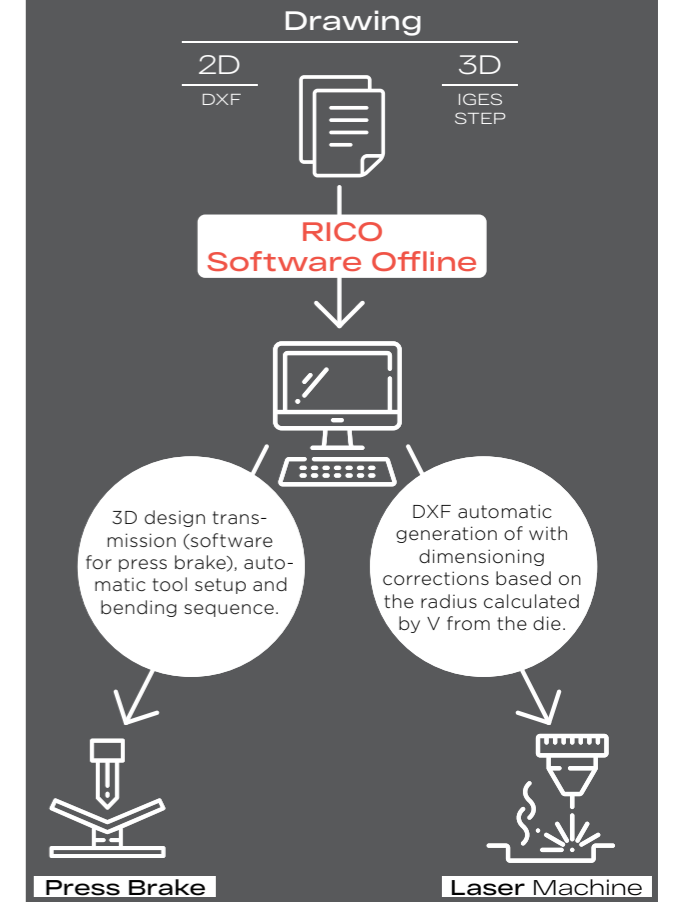 Drawing
2D
DXF
3D
IGES
STEP
RICO
Software Offline
3D design trans-
mission (software
for press brake), auto-
matic tool setup and
bending sequence.
DXF automatic
generation of with
dimensioning
corrections based on
the radius calculated
by V from the die.
Press Brake
Laser Machine